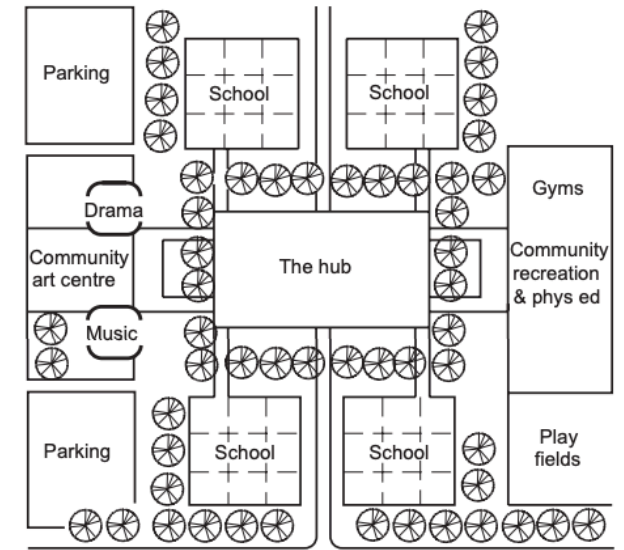 Parking
School
School
Drama
Gyms
Community
art centre
The hub
Community
recreation
& phys ed
Music
Parking
School
School
Play
fields